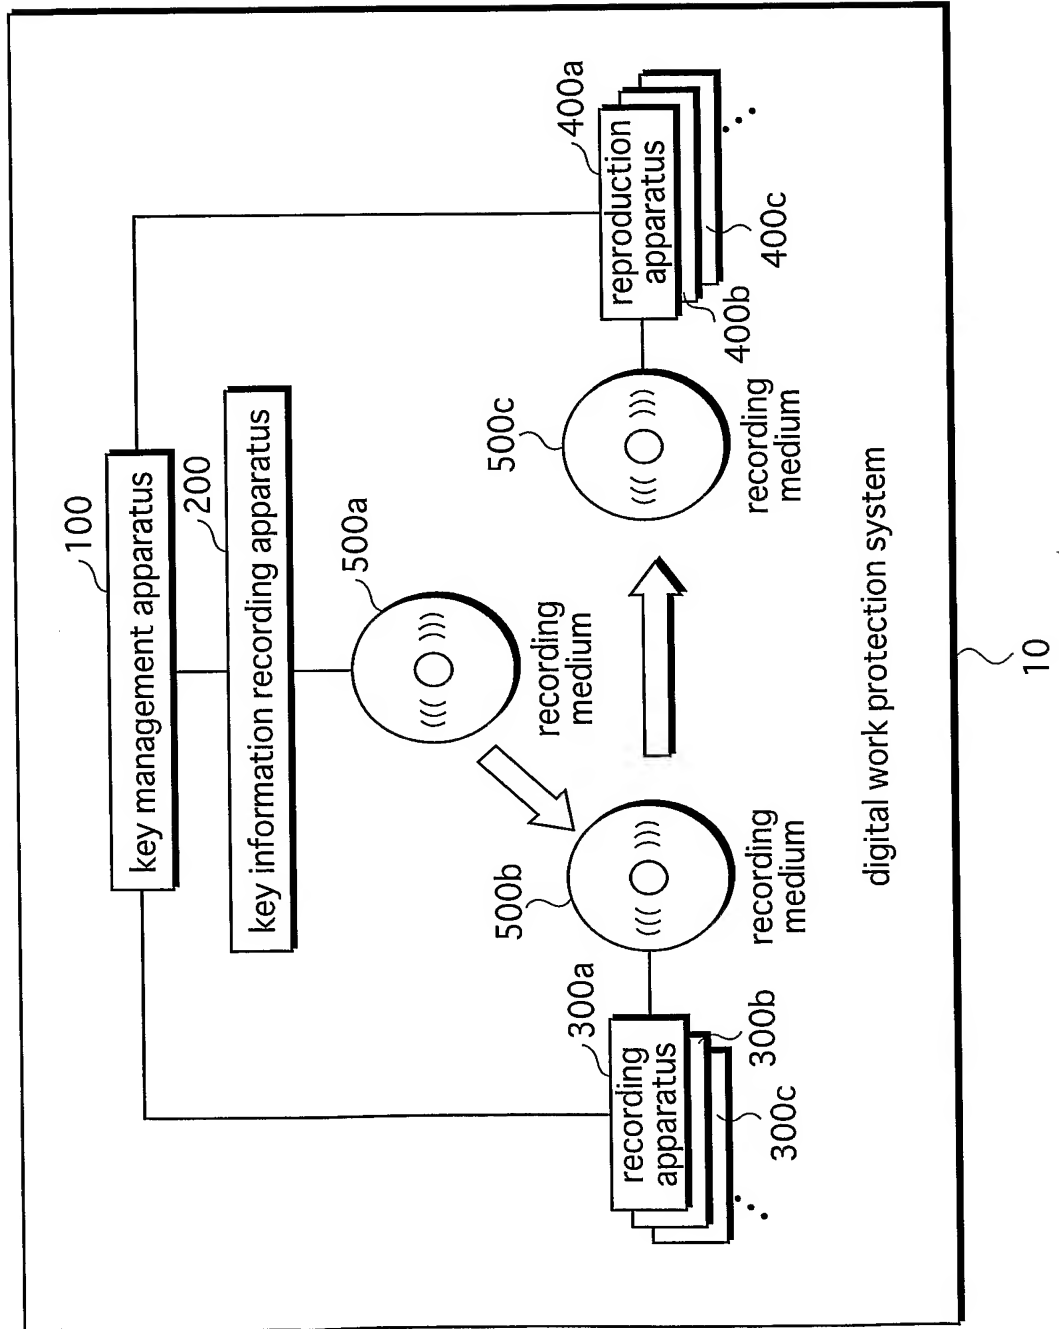 100
key management apparatus
200
key information recording apparatus
500a
recording
medium
500b
recording
medium
500c
recording
medium
300a
recording
apparatus
300b
300c
400a
reproduction
apparatus
400b
400c
digital work protection system
10